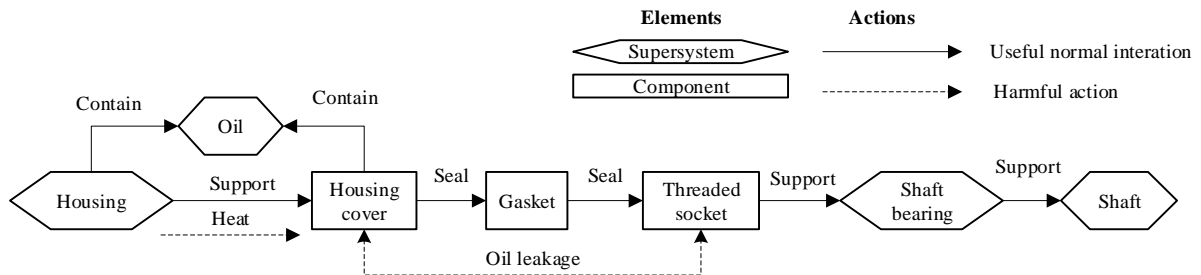 Elements
Actions
Supersystem
Useful normal interation
Component
Harmful action
Contain
Contain
Oil
Housing
Support
Heat
Housing
cover
Seal
Gasket
Seal
Threaded
socket
Support
Shaft
bearing
Support
Shaft
Oil leakage